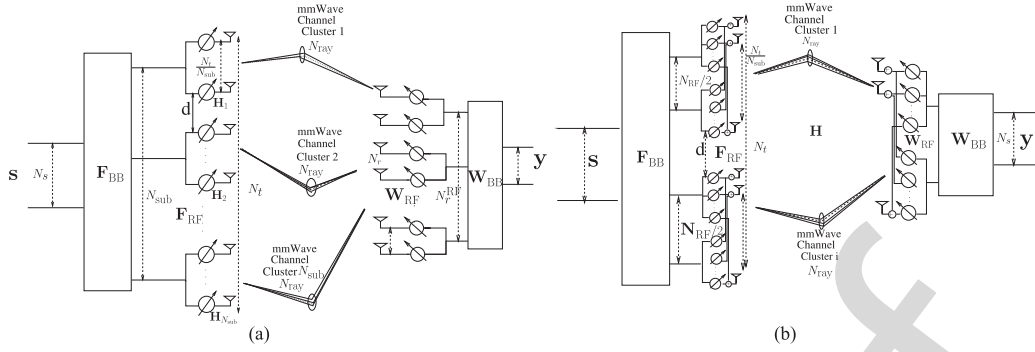 mmWave
Channel
Cluster 1
N_ray
N_t/N_sub
H_1
d
s
N_s
F_BB
N_sub
F_RF
H_2
N_t
mmWave
Channel
Cluster 2
N_ray
N_r
W_RF
N_r^RF
W_BB
y
mmWave
Channel
Cluster N_sub
N_ray
H_{N_sub}
(a)
mmWave
Channel
Cluster 1
N_ray
N_t/N_sub
N_RF/2
s
F_BB
d
F_RF
N_t
H
W_RF
W_BB
N_s
y
N_RF/2
mmWave
Channel
Cluster i
N_ray
(b)